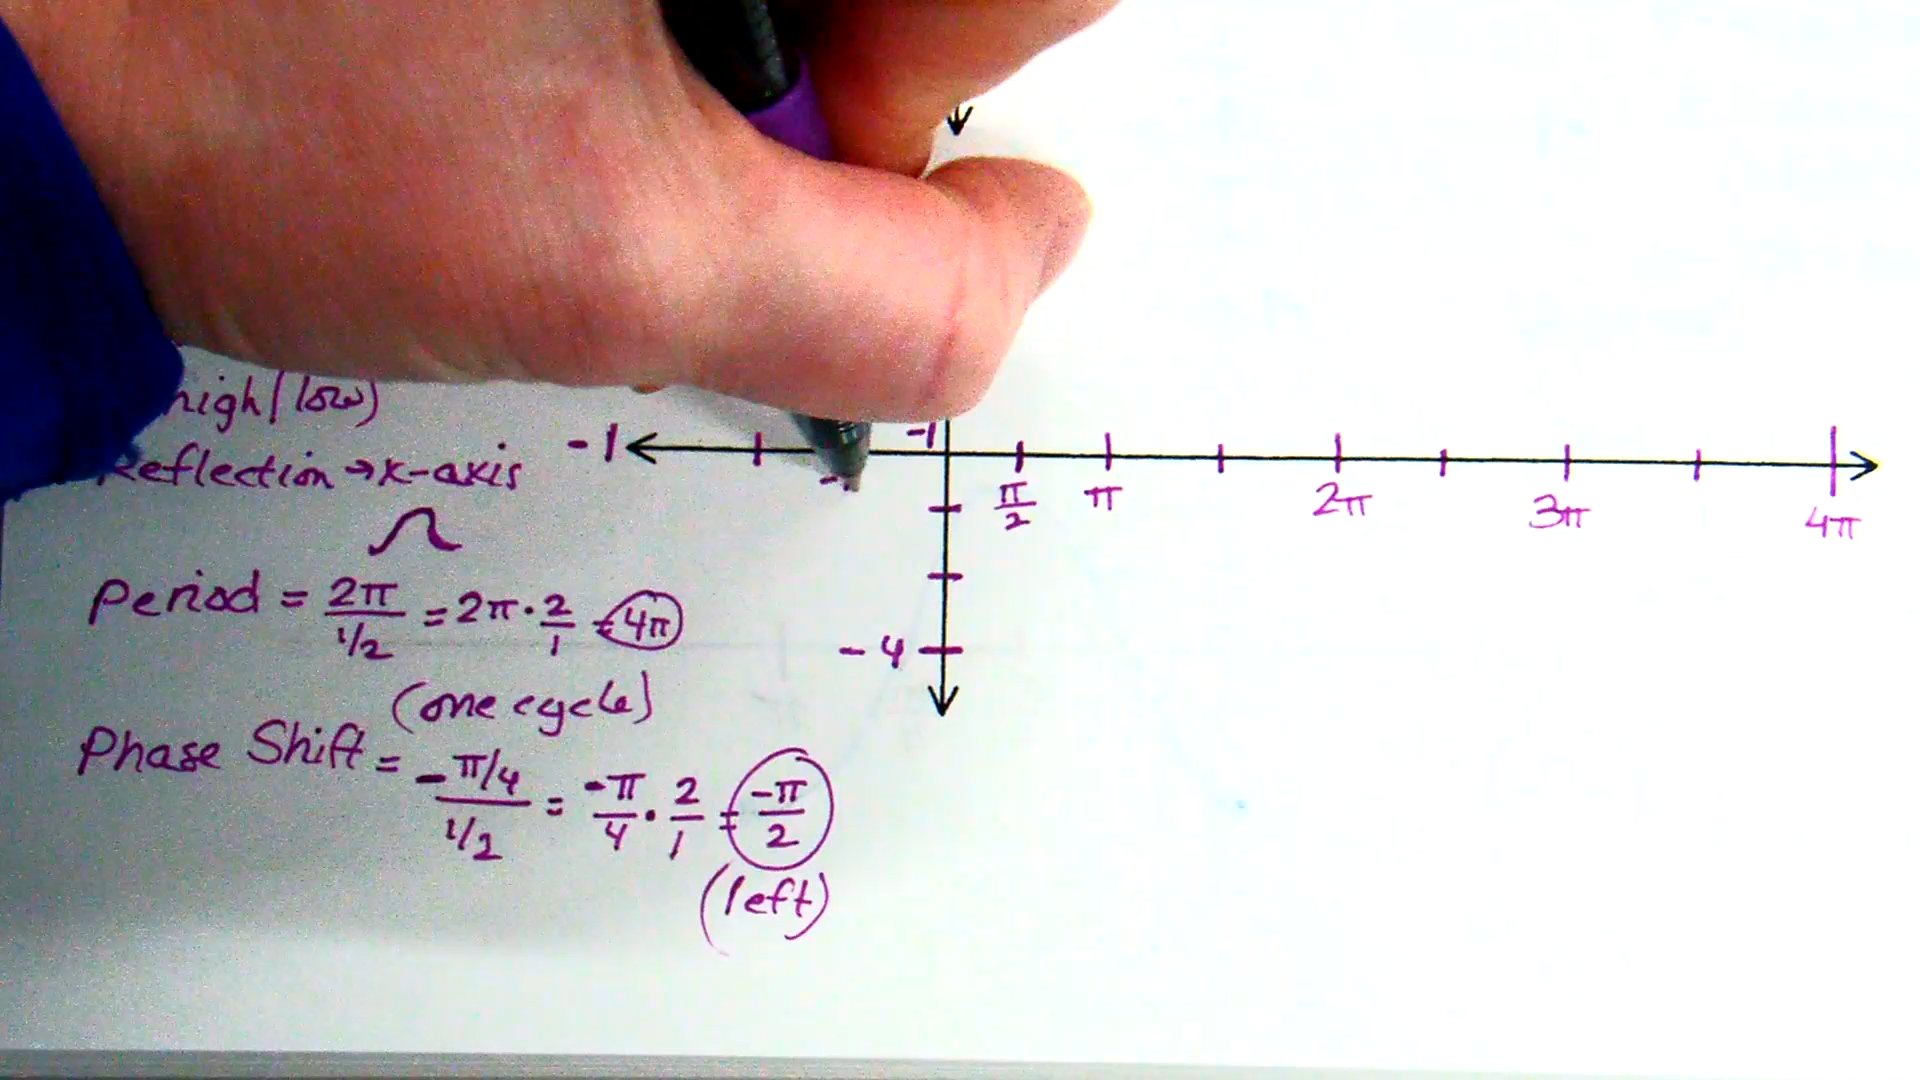 high/low)
Reflection → x-axis
Period = 2π / 1/2 = 2π · 2/1 = 4π
(one cycle)
Phase Shift = -π/4 / 1/2 = -π/4 · 2/1 = -π/2
(left)
-1
-1
π/2 π 2π 3π 4π
-4